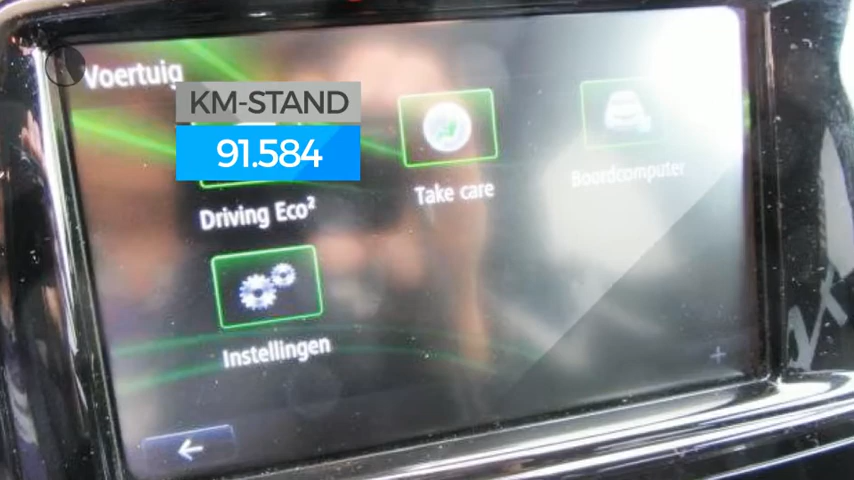 Voertuig
KM-STAND
91.584
Driving Eco²
Take care
Boordcomputer
Instellingen